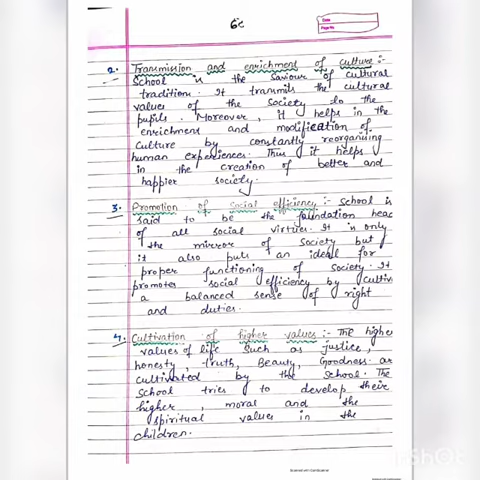 68
Date
Page No
2. Transmission and enrichment of culture :-
School is the saviour of cultural
tradition. It transmits the cultural
values of the society to the
pupils. Moreover, it helps in the
enrichment and modification of
culture by constantly reorganising
human experiences. Thus it helps
in the creation of better and
happier society.
3. Promotion of Social efficiency :- School is
said to be the foundation head
of all social virtues. It is only
the mirror of society but
it also puts an ideal for
proper functioning of society. It
promotes social efficiency by
a balanced sense of right
and duties.
4. Cultivation of higher values :- The higher
values of life such as justice,
honesty, truth, Beauty, Goodness are
cultivated by the school. The
school tries to develop these
higher, moral and the
spiritual values in the
children.
Scanned with CamScanner